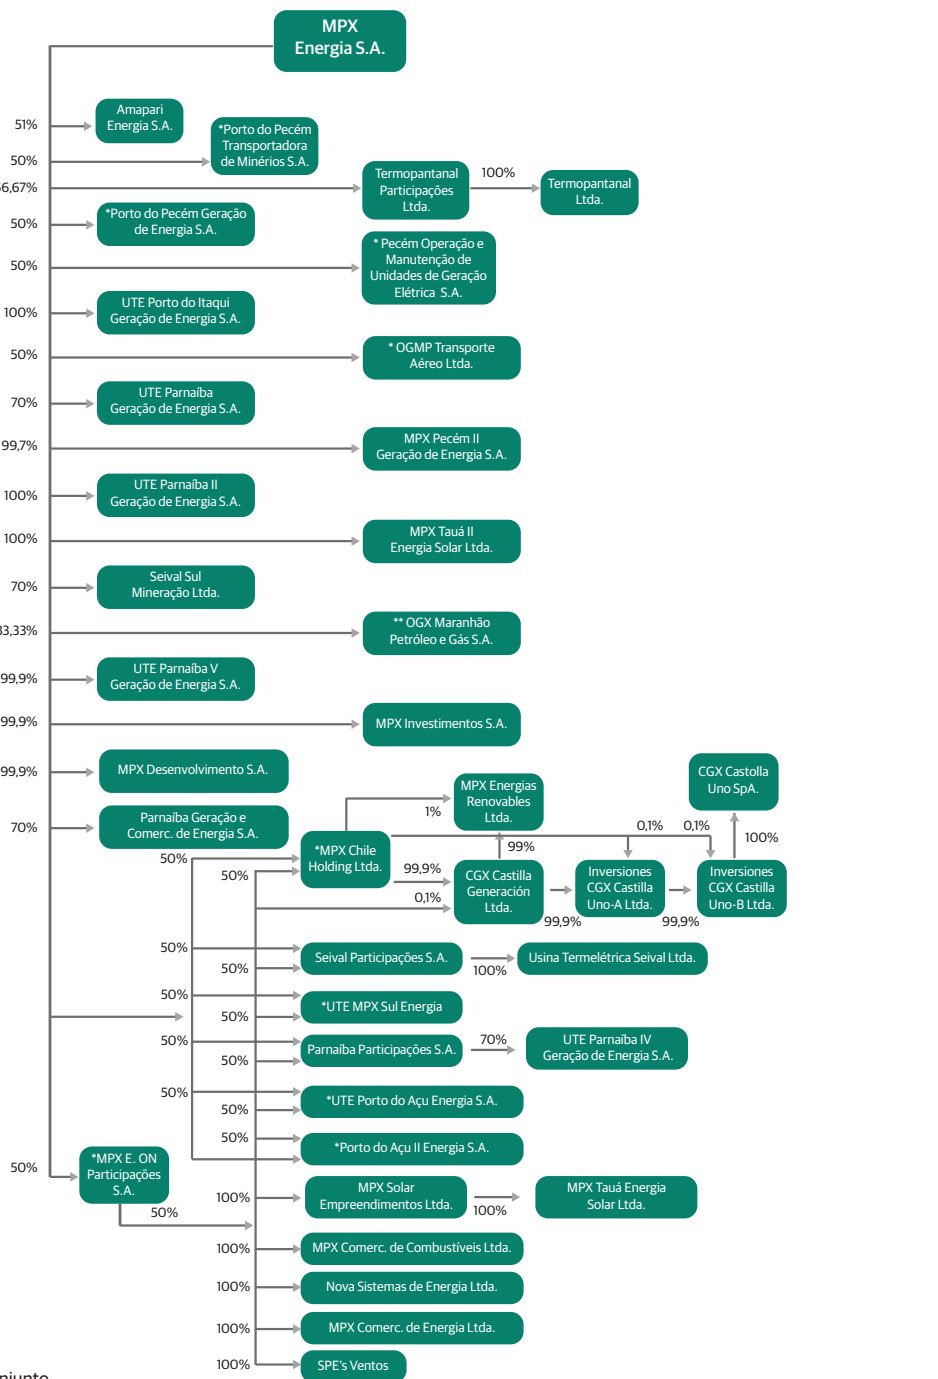 MPX
Energia S.A.
51%
Amapari
Energia S.A.
50%
*Porto do Pecém
Transportadora
de Minérios S.A.
6,67%
Termopantanal
Participações
Ltda.
100%
Termopantanal
Ltda.
50%
*Porto do Pecém Geração
de Energia S.A.
50%
* Pecém Operação e
Manutenção de
Unidades de Geração
Elétrica S.A.
100%
UTE Porto do Itaqui
Geração de Energia S.A.
50%
* OGMP Transporte
Aéreo Ltda.
70%
UTE Parnaíba
Geração de Energia S.A.
99,7%
MPX Pecém II
Geração de Energia S.A.
100%
UTE Parnaíba II
Geração de Energia S.A.
100%
MPX Tauá II
Energia Solar Ltda.
70%
Seival Sul
Mineração Ltda.
33,33%
** OGX Maranhão
Petróleo e Gás S.A.
99,9%
UTE Parnaíba V
Geração de Energia S.A.
99,9%
MPX Investimentos S.A.
99,9%
MPX Desenvolvimento S.A.
70%
Parnaíba Geração e
Comerc. de Energia S.A.
50%
50%
*MPX Chile
Holding Ltda.
1%
MPX Energias
Renovables
Ltda.
99%
99,9%
0,1%
CGX Castilla
Generación
Ltda.
99,9%
0,1%
Inversiones
CGX Castilla
Uno-A Ltda.
99,9%
0,1%
Inversiones
CGX Castilla
Uno-B Ltda.
100%
CGX Castolla
Uno SpA.
50%
50%
Seival Participações S.A.
100%
Usina Termelétrica Seival Ltda.
50%
50%
*UTE MPX Sul Energia
50%
50%
Parnaíba Participações S.A.
70%
UTE Parnaíba IV
Geração de Energia S.A.
50%
50%
*UTE Porto do Açu Energia S.A.
50%
*Porto do Açu II Energia S.A.
50%
*MPX E. ON
Participações
S.A.
50%
100%
MPX Solar
Empreendimentos Ltda.
100%
MPX Tauá Energia
Solar Ltda.
100%
MPX Comerc. de Combustíveis Ltda.
100%
Nova Sistemas de Energia Ltda.
100%
MPX Comerc. de Energia Ltda.
100%
SPE's Ventos